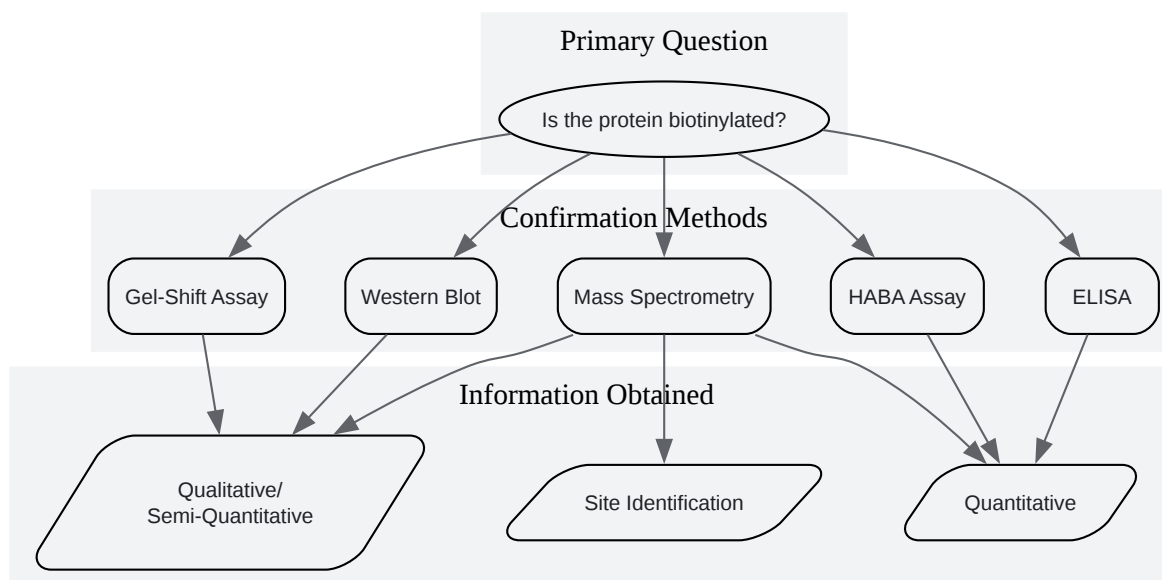 Primary Question
Is the protein biotinylated?
Confirmation Methods
Gel-Shift Assay
Western Blot
Mass Spectrometry
HABA Assay
ELISA
Information Obtained
Qualitative/
Semi-Quantitative
Site Identification
Quantitative